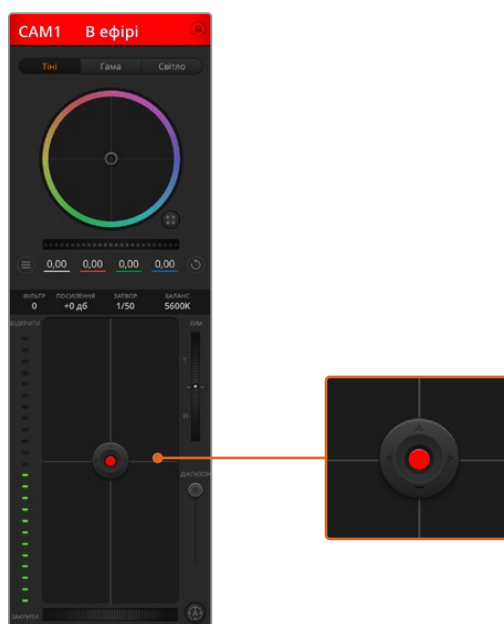 CAM1 В ефірі
Тіні Гама Світло
0,00 0,00 0,00 0,00
ФІЛЬТР ПОСИЛЕННЯ ЗАТВОР БАЛАНС
0 +0 дб 1/50 5600K
ВІДКРИТИ ЗУМ
T
W
ДІАПАЗОН
ЗАКРИТИ A